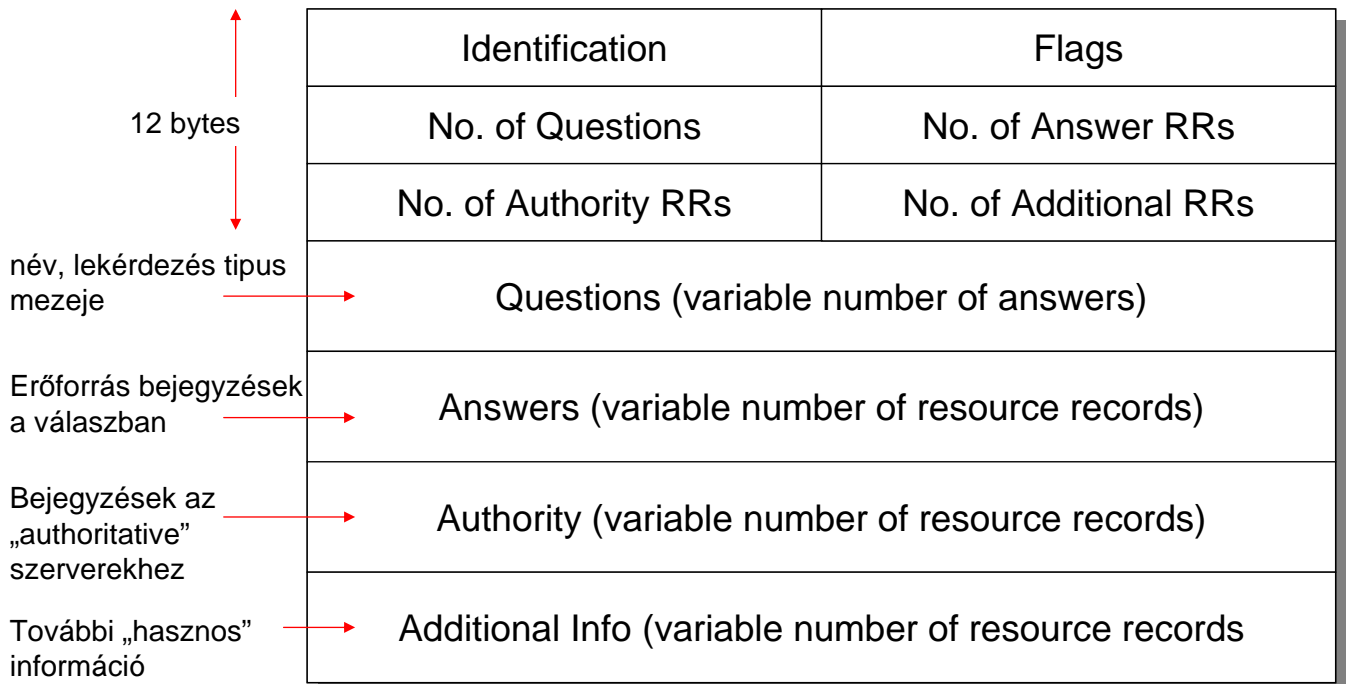 Identification
Flags
12 bytes
No. of Questions
No. of Answer RRs
No. of Authority RRs
No. of Additional RRs
név, lekérdezés tipus
mezeje
Questions (variable number of answers)
Erőforrás bejegyzések
a válaszban
Answers (variable number of resource records)
Bejegyzések az
„authoritative”
szerverekhez
Authority (variable number of resource records)
További „hasznos”
információ
Additional Info (variable number of resource records